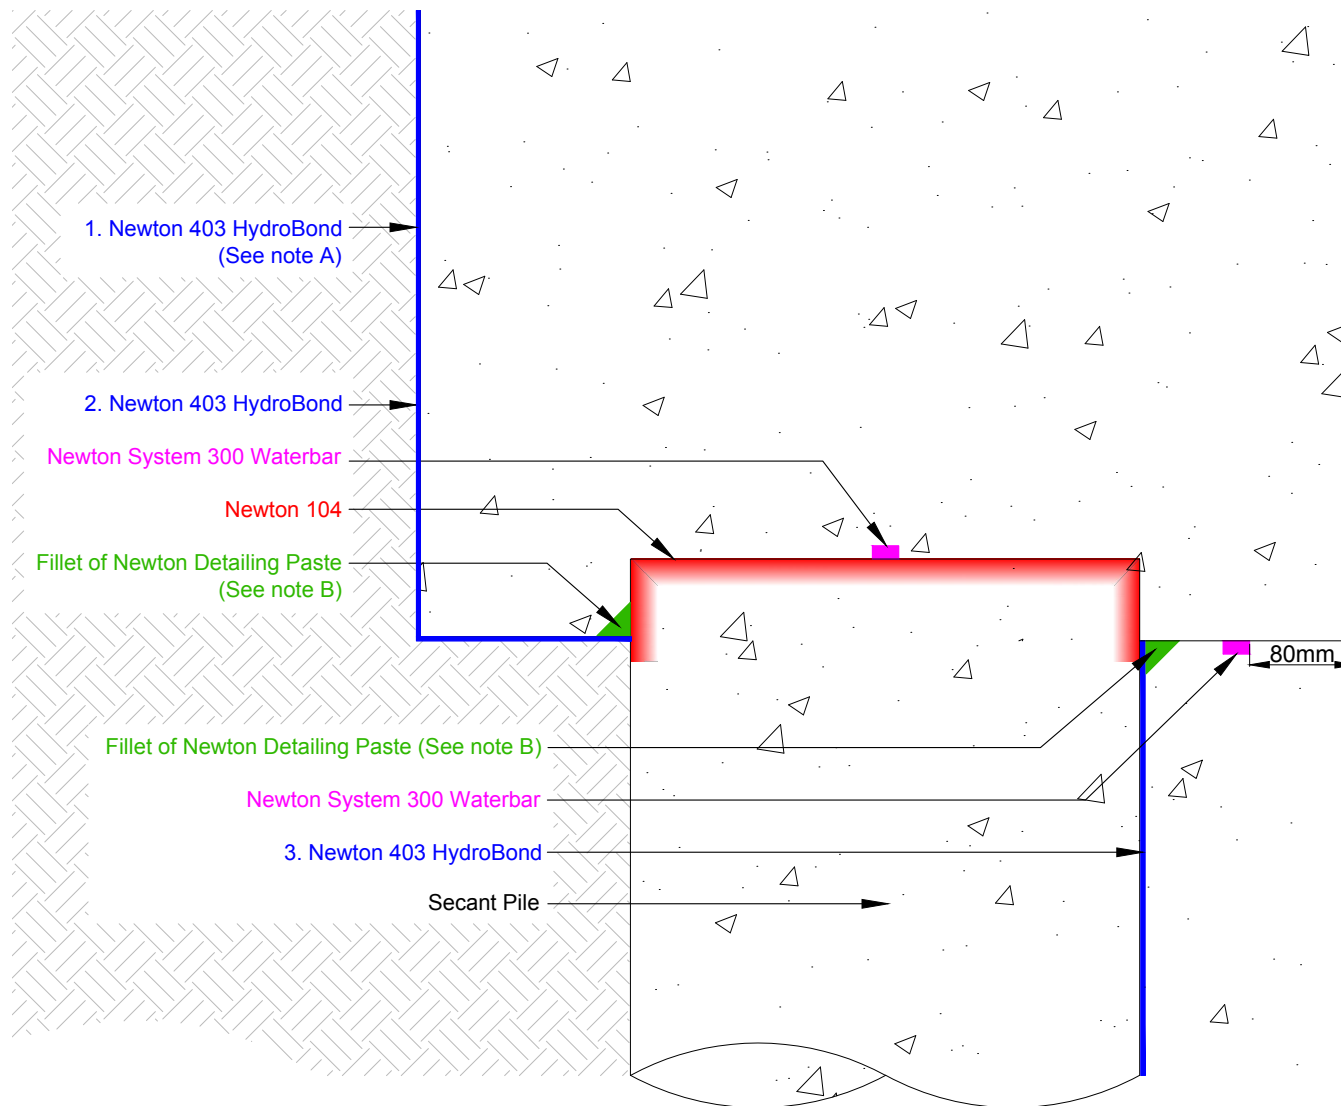 1. Newton 403 HydroBond
(See note A)
2. Newton 403 HydroBond
Newton System 300 Waterbar
Newton 104
Fillet of Newton Detailing Paste
(See note B)
80mm
Fillet of Newton Detailing Paste (See note B)
Newton System 300 Waterbar
3. Newton 403 HydroBond
Secant Pile